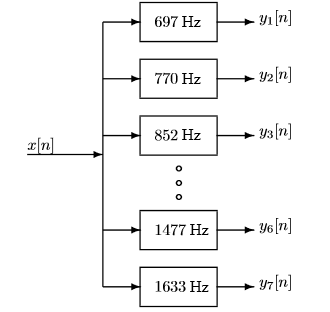 697 Hz y₁[n]
770 Hz y₂[n]
x[n] 852 Hz y₃[n]
1477 Hz y₆[n]
1633 Hz y₇[n]